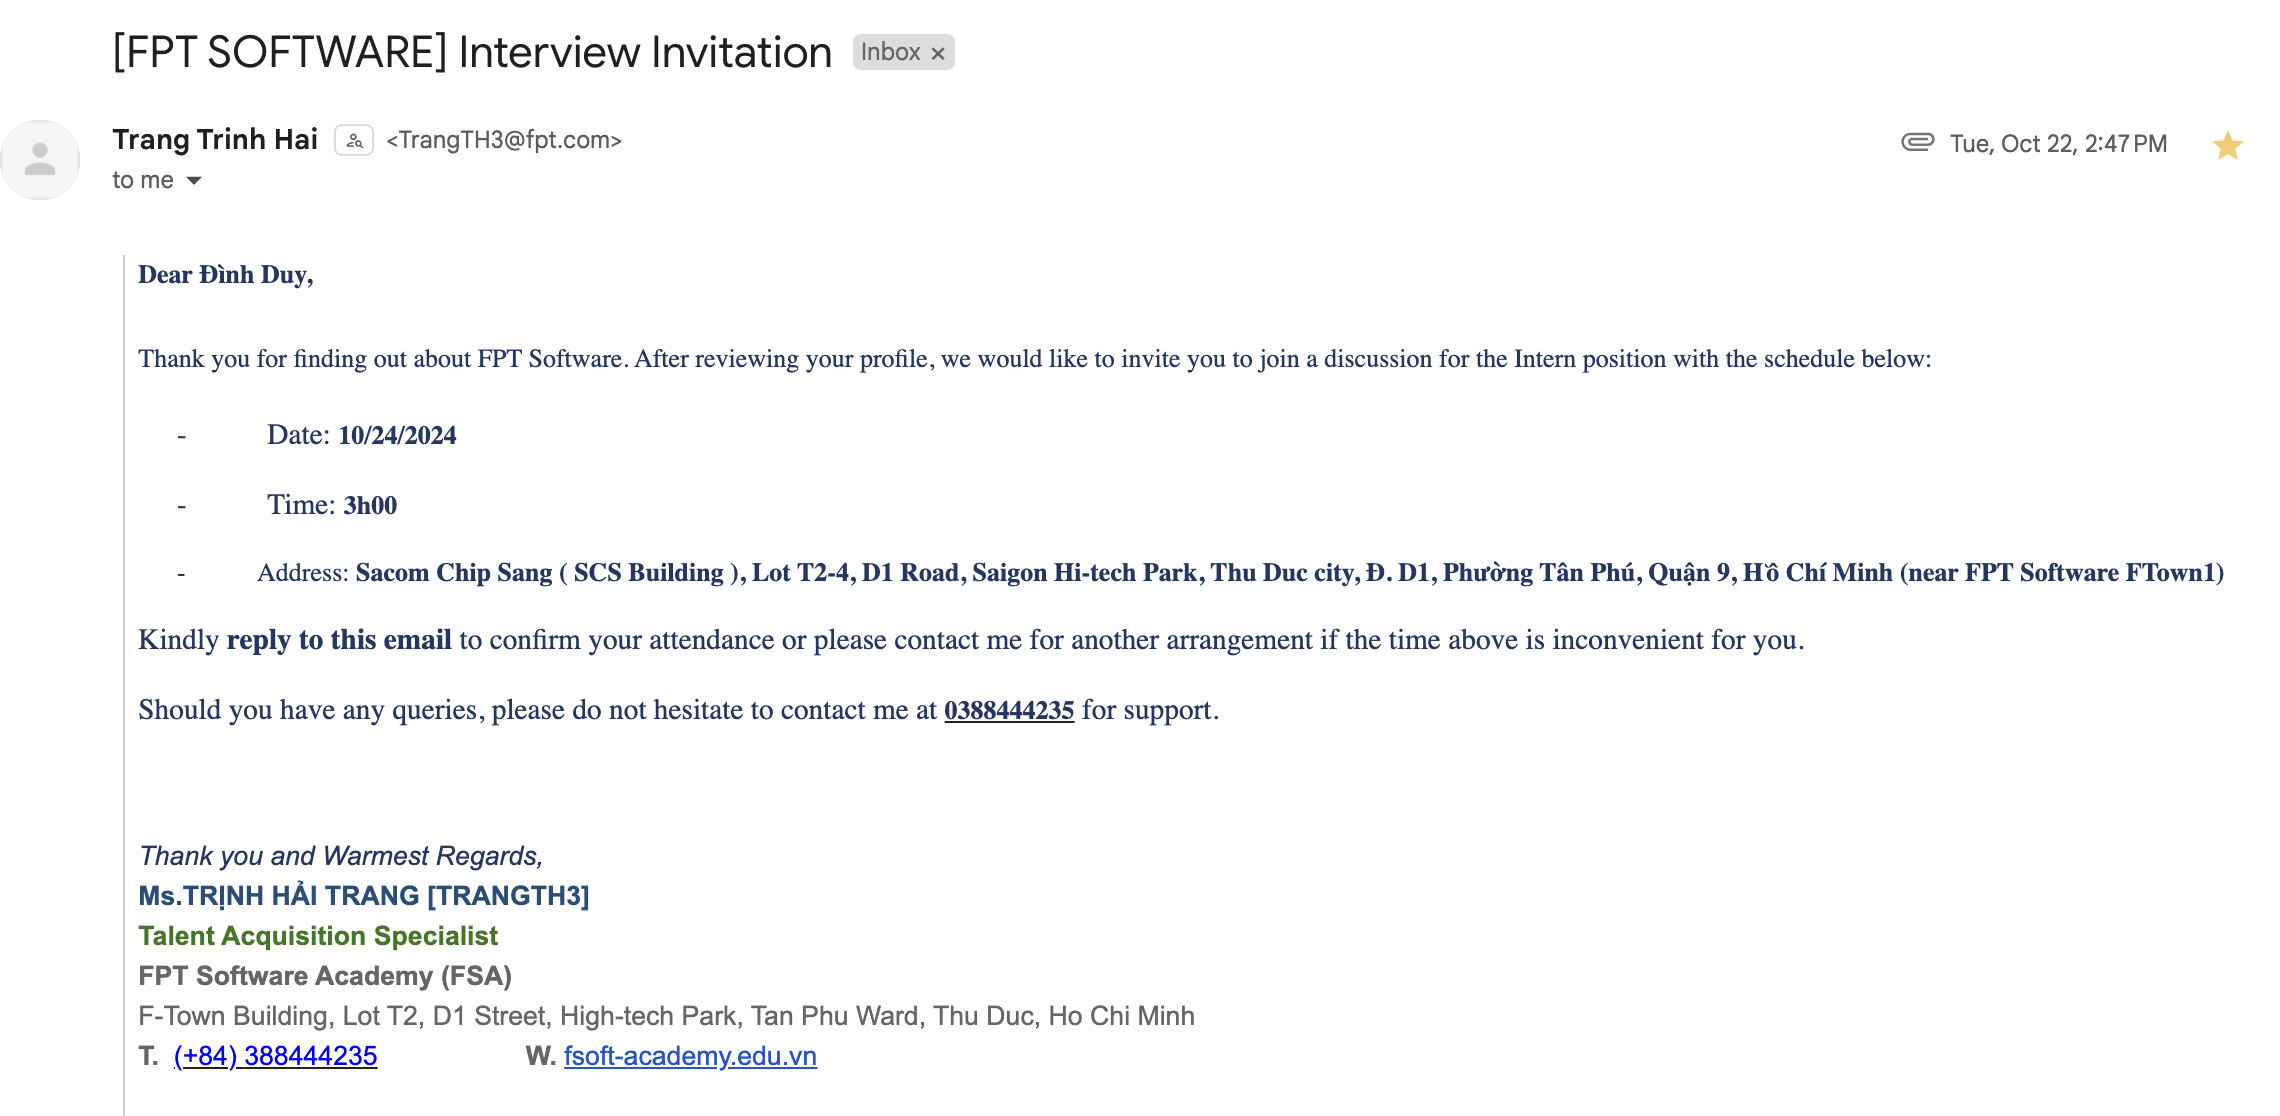 [FPT SOFTWARE] Interview Invitation Inbox ×
Trang Trinh Hai <TrangTH3@fpt.com> Tue, Oct 22, 2:47 PM
to me
Dear Đình Duy,
Thank you for finding out about FPT Software. After reviewing your profile, we would like to invite you to join a discussion for the Intern position with the schedule below:
- Date: 10/24/2024
- Time: 3h00
- Address: Sacom Chip Sang ( SCS Building ), Lot T2-4, D1 Road, Saigon Hi-tech Park, Thu Duc city, Đ. D1, Phường Tân Phú, Quận 9, Hồ Chí Minh (near FPT Software FTown1)
Kindly reply to this email to confirm your attendance or please contact me for another arrangement if the time above is inconvenient for you.
Should you have any queries, please do not hesitate to contact me at 0388444235 for support.
Thank you and Warmest Regards,
Ms.TRỊNH HẢI TRANG [TRANGTH3]
Talent Acquisition Specialist
FPT Software Academy (FSA)
F-Town Building, Lot T2, D1 Street, High-tech Park, Tan Phu Ward, Thu Duc, Ho Chi Minh
T. (+84) 388444235 W. fsoft-academy.edu.vn